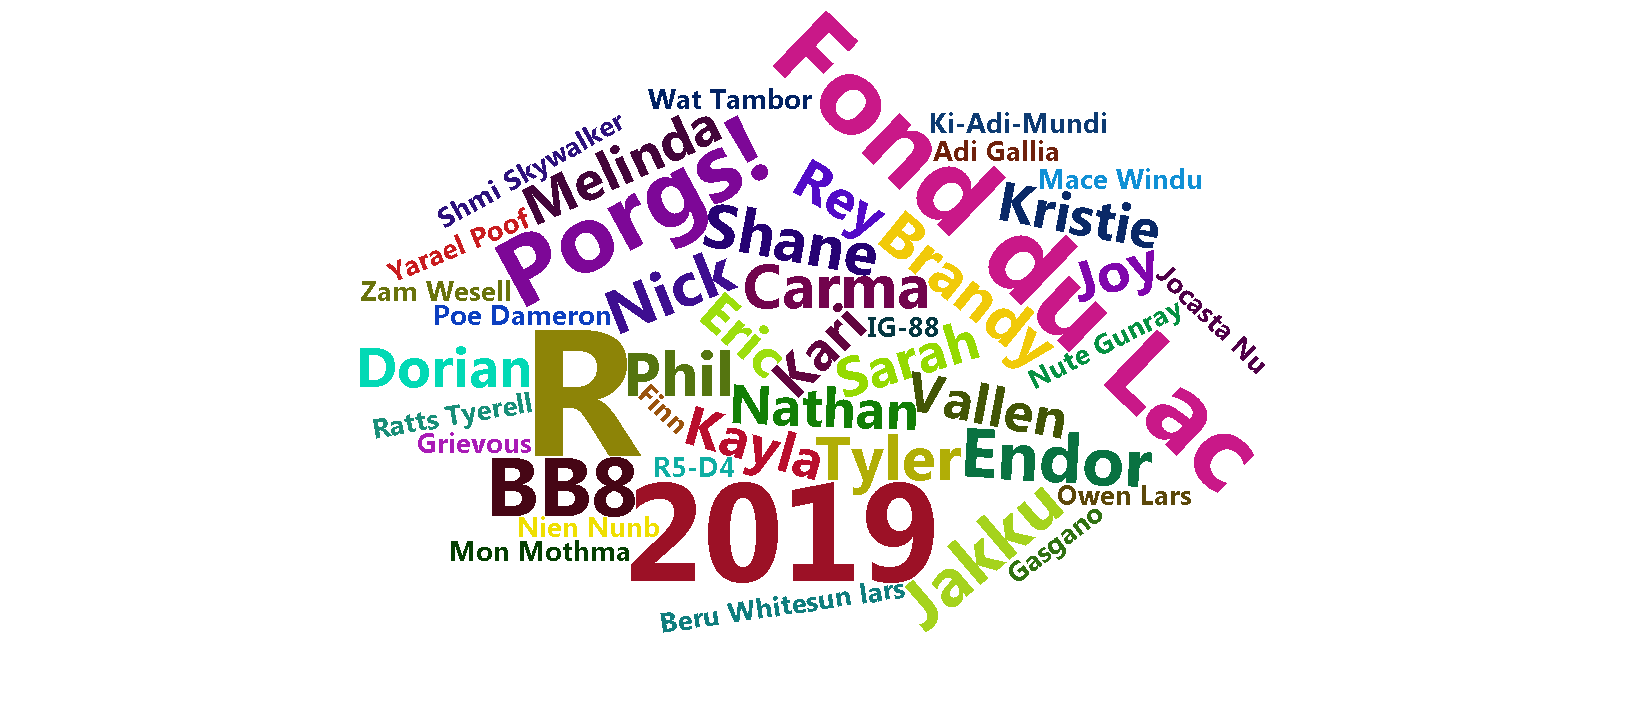 Fond du Lac
Wat Tambor
Ki-Adi-Mundi
Adi Gallia
Shmi Skywalker
Melinda
Porgs!
Rey
Mace Windu
Kristie
Yarael Poof
Shane
Brandy
Joy
Jocasta Nu
Zam Wesell
Nick
Carma
Poe Dameron
Eric
Kari
IG-88
Nute Gunray
Dorian
R
Phil
Sarah
Ratts Tyerell
Finn
Nathan
Vallen
Grievous
Kayla
Tyler
Endor
BB8
R5-D4
2019
Jakku
Owen Lars
Nien Nunb
Gasgano
Mon Mothma
Beru Whitesun lars